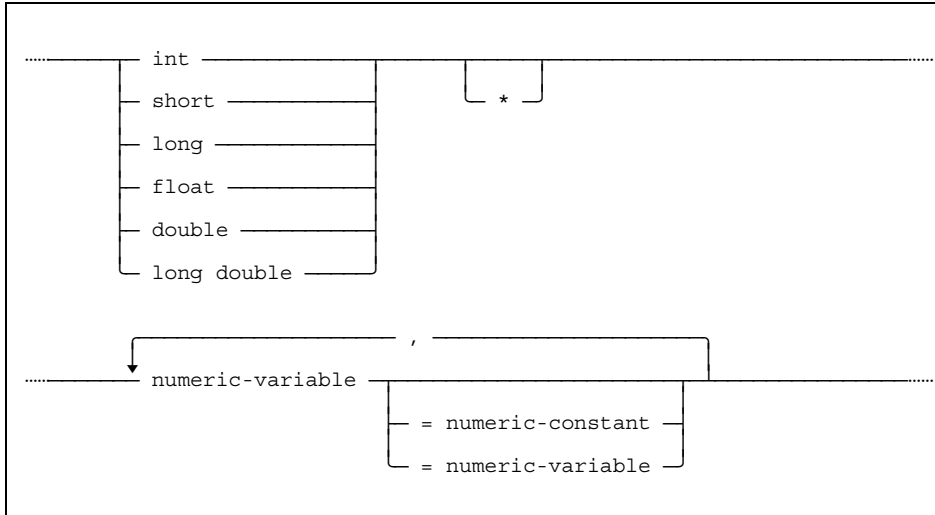 int
short *
long
float
double
long double
,
numeric-variable
= numeric-constant
= numeric-variable